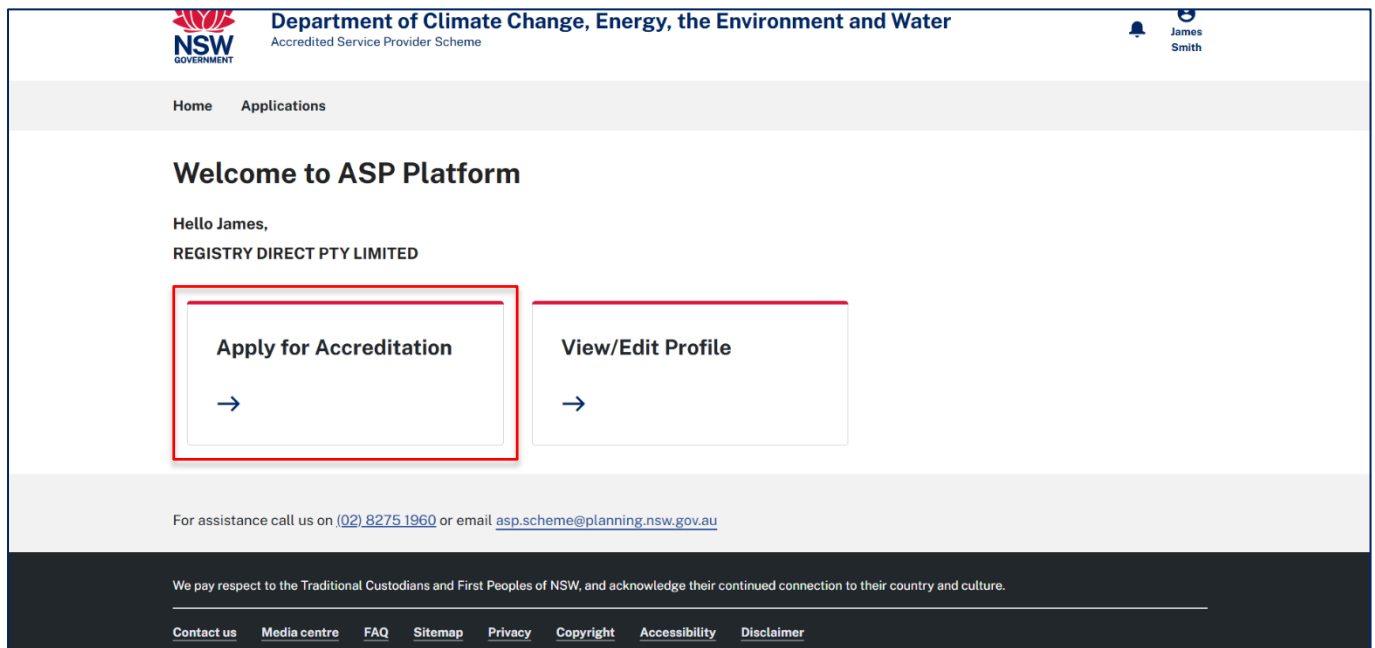 Department of Climate Change, Energy, the Environment and Water
Accredited Service Provider Scheme
NSW
GOVERNMENT
James
Smith
Home Applications
Welcome to ASP Platform
Hello James,
REGISTRY DIRECT PTY LIMITED
Apply for Accreditation
View/Edit Profile
For assistance call us on (02) 8275 1960 or email asp.scheme@planning.nsw.gov.au
We pay respect to the Traditional Custodians and First Peoples of NSW, and acknowledge their continued connection to their country and culture.
Contact us Media centre FAQ Sitemap Privacy Copyright Accessibility Disclaimer